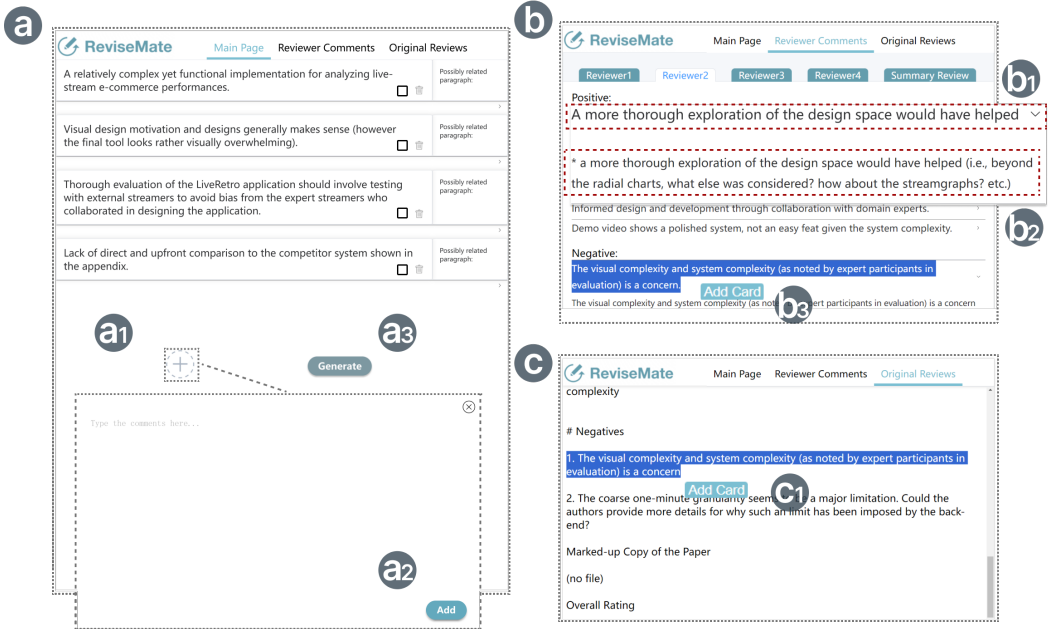 a
ReviseMate
Main Page Reviewer Comments Original Reviews
A relatively complex yet functional implementation for analyzing live-
stream e-commerce performances.
Possibly related
paragraph:
Visual design motivation and designs generally makes sense (however
the final tool looks rather visually overwhelming).
Possibly related
paragraph:
Thorough evaluation of the LiveRetro application should involve testing
with external streamers to avoid bias from the expert streamers who
collaborated in designing the application.
Possibly related
paragraph:
Lack of direct and upfront comparison to the competitor system shown in
the appendix.
Possibly related
paragraph:
a1
a3
Generate
Type the comments here...
a2
Add
b
ReviseMate
Main Page Reviewer Comments Original Reviews
Reviewer1 Reviewer2 Reviewer3 Reviewer4 Summary Review
b1
Positive:
A more thorough exploration of the design space would have helped
* a more thorough exploration of the design space would have helped (i.e., beyond
the radial charts, what else was considered? how about the streamgraphs? etc.)
b2
Informed design and development through collaboration with domain experts.
Demo video shows a polished system, not an easy feat given the system complexity.
Negative:
The visual complexity and system complexity (as noted by expert participants in
evaluation) is a concern.
Add Card
b3
The visual complexity and system complexity (as expert participants in evaluation) is a concern
c
ReviseMate
Main Page Reviewer Comments Original Reviews
complexity
# Negatives
1. The visual complexity and system complexity (as noted by expert participants in
evaluation) is a concern
Add Card
c1
2. The coarse one-minute granularity a major limitation. Could the
authors provide more details for why such an limit has been imposed by the back-
end?
Marked-up Copy of the Paper
(no file)
Overall Rating